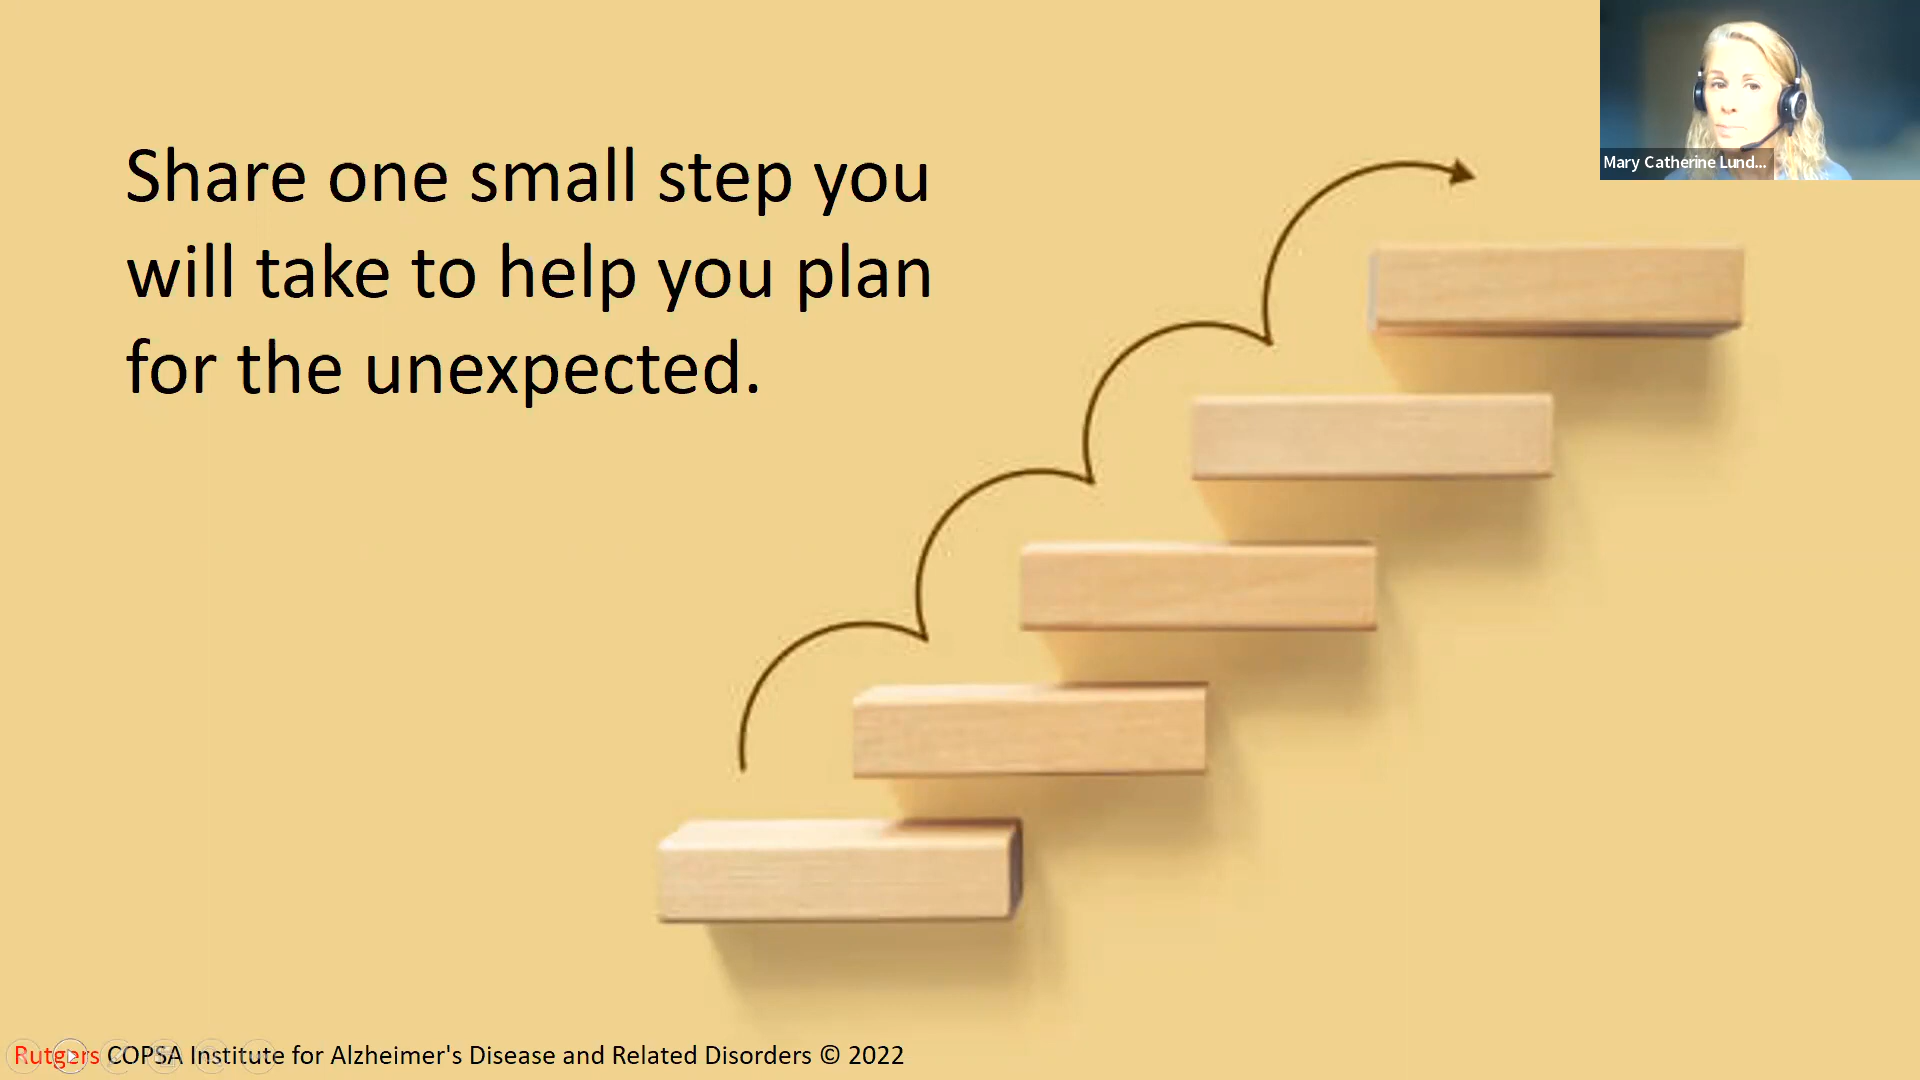 Share one small step you
will take to help you plan
for the unexpected.
Mary Catherine Lund...
Rutgers COPSA Institute for Alzheimer's Disease and Related Disorders © 2022